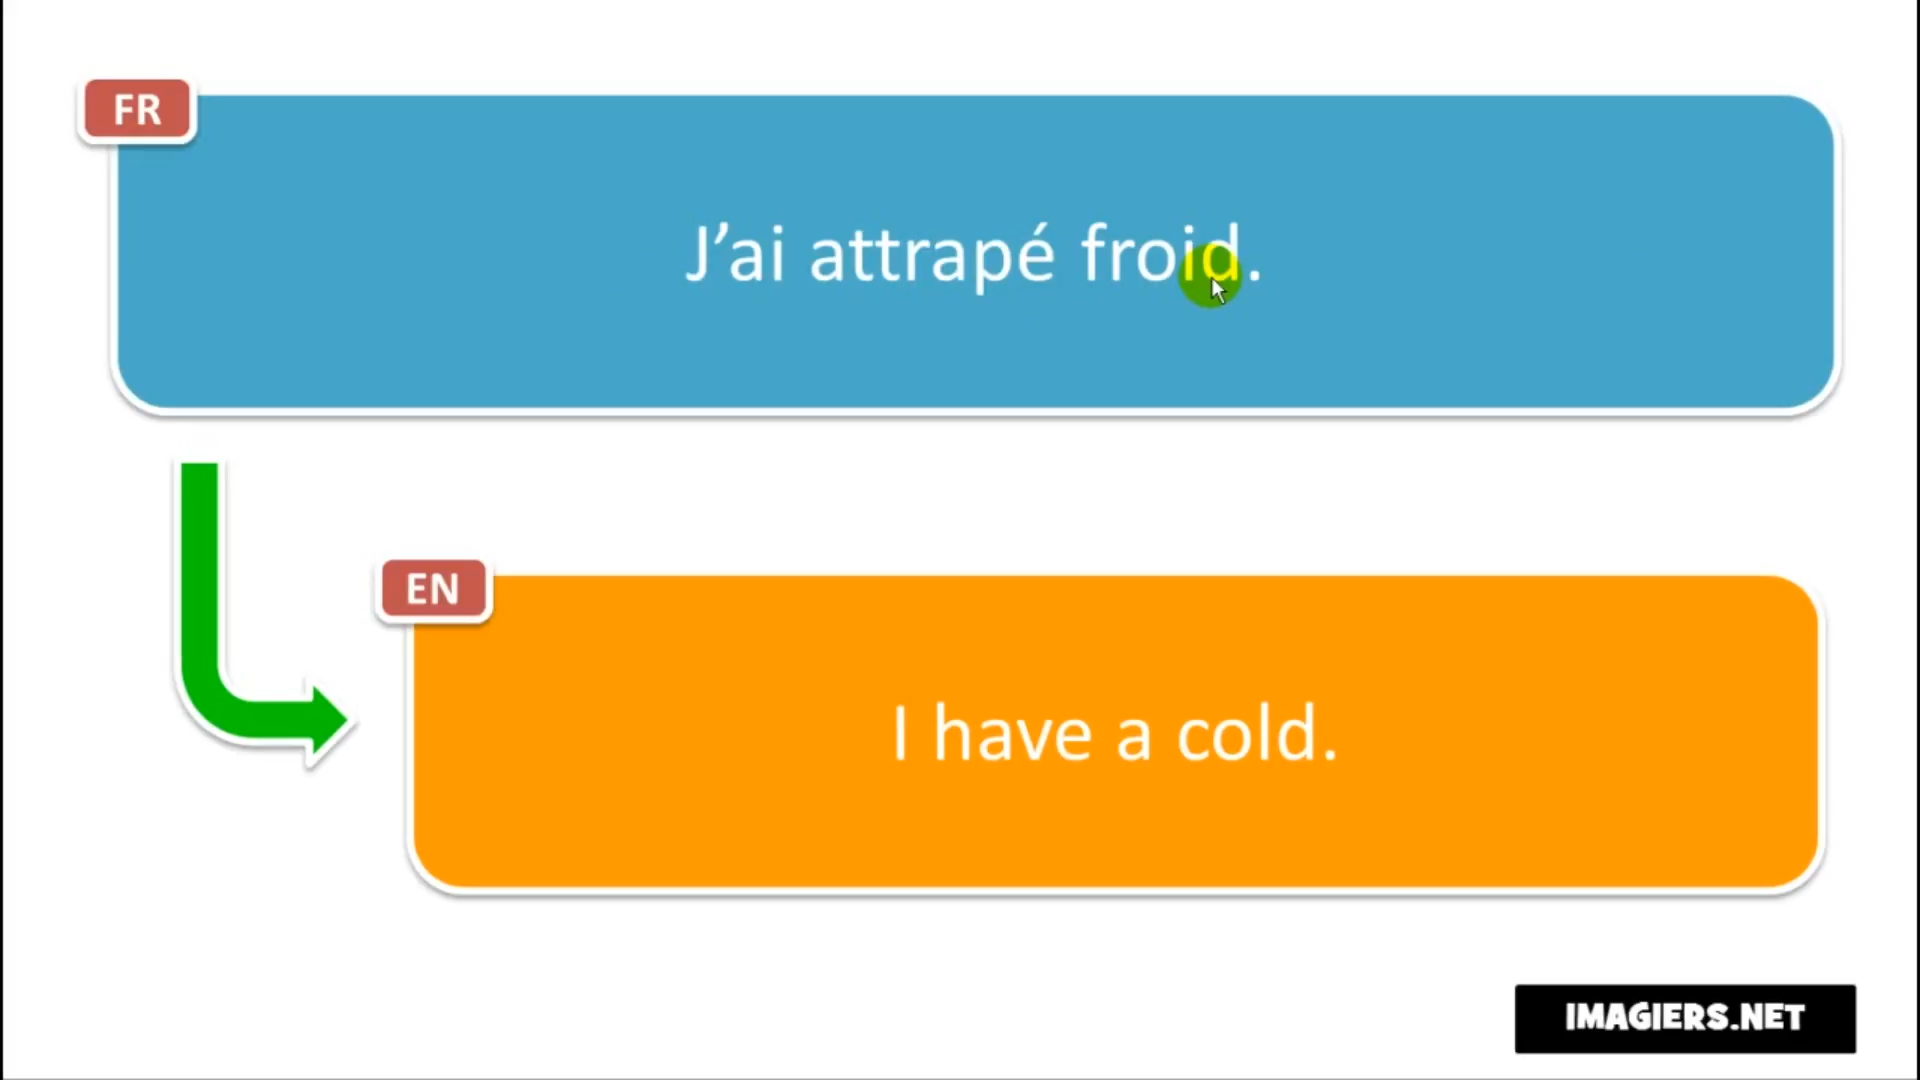 FR
J’ai attrapé froid.
EN
I have a cold.
IMAGIERS.NET